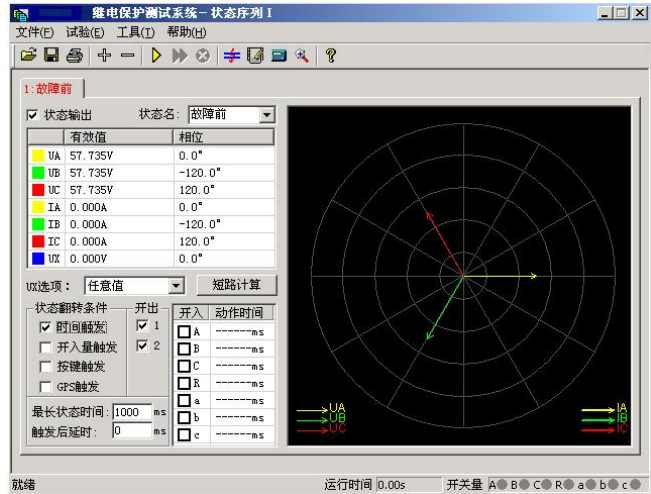 继电保护测试系统－状态序列 I
文件(F) 试验(E) 工具(T) 帮助(H)
1:故障前
状态输出 状态名: 故障前
有效值 相位
UA 57.735V 0.0°
UB 57.735V -120.0°
UC 57.735V 120.0°
IA 0.000A 0.0°
IB 0.000A -120.0°
IC 0.000A 120.0°
UX 0.000V 0.0°
UX选项： 任意值 短路计算
状态翻转条件 开出 开入 动作时间
时间触发 1 A ------ms
开入量触发 2 B ------ms
按键触发 C ------ms
GPS触发 R ------ms
a ------ms
最长状态时间: 1000 ms b ------ms
触发后延时: 0 ms c ------ms
UA IA
UB IB
UC IC
就绪 运行时间 0.00s 开关量 A B C R a b c